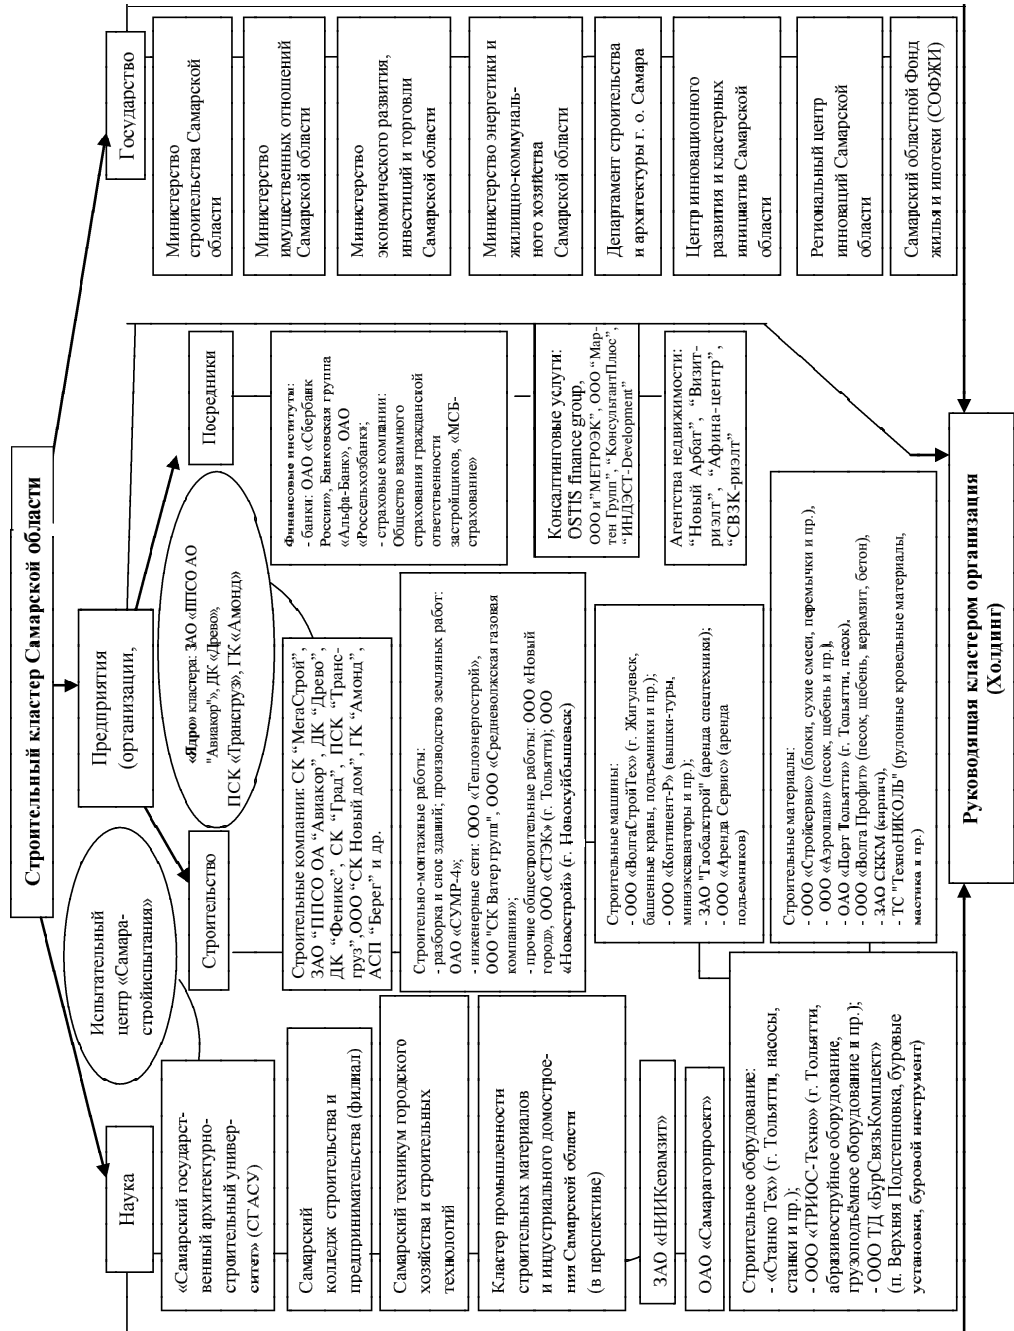 Строительный кластер Самарской области
Наука
Испытательный
центр «Самара-
стройиспытания»
Предприятия
(организации,
Государство
Строительство
«Ядро» кластера: ЗАО «ППСО АО
"Авиакор"», ДК «Древо»,
ПСК «Трансгруз», ГК «Амонд»
Посредники
«Самарский государст-
венный архитектурно-
строительный универ-
ситет» (СГАСУ)
Самарский
колледж строительства и
предпринимательства (филиал)
Самарский техникум городского
хозяйства и строительных
технологий
Кластер промышленности
строительных материалов
и индустриального домострое-
ния Самарской области
(в перспективе)
ЗАО «НИИКерамзит»
ОАО «Самарагорпроект»
Строительное оборудование:
- «Станко Тех» (г. Тольятти, насосы,
станки и пр.);
- ООО «ТРИОС-Техно» (г. Тольятти,
абразивоструйное оборудование,
грузоподъёмное оборудование и пр.);
- ООО ТД «БурСвязьКомплект»
(п. Верхняя Подстепновка, буровые
установки, буровой инструмент)
Строительные компании: СК “МегаСтрой”,
ЗАО “ППСО ОА “Авиакор”, ДК “Древо”,
ДК “Феникс”, СК “Град”, ПСК “Транс-
груз”,ООО “СК Новый дом”, ГК “Амонд”,
АСП “Берег” и др.
Строительно-монтажные работы:
- разборка и снос зданий; производство земляных работ:
ОАО «СУМР-4»;
- инженерные сети: ООО «Теплоэнергострой»,
ООО "СК Ватер групп", ООО «Средневолжская газовая
компания»;
- прочие общестроительные работы: ООО «Новый
город», ООО «СТЭК» (г. Тольятти); ООО
«Новострой» (г. Новокуйбышевск)
Строительные машины:
- ООО «ВолгаСтройТех» (г. Жигулевск,
башенные краны, подъемники и пр.);
- ООО «Континент-Р» (вышки-туры,
миниэкскаваторы и пр.);
- ЗАО "Глобалстрой" (аренда спецтехники);
- ООО «Аренда Сервис» (аренда
подъемников)
Строительные материалы:
- ООО «Стройсервис» (блоки, сухие смеси, перемычки и пр.),
- ООО «Аэроплан» (песок, щебень и пр.),
- ОАО «Порт Тольятти» (г. Тольятти, песок),
- ООО «Волга Профит» (песок, щебень, керамзит, бетон),
- ЗАО СККМ (кирпич),
- ТС "ТехноНИКОЛЬ" (рулонные кровельные материалы,
мастика и пр.)
Финансовые институты:
- банки: ОАО «Сбербанк
России», Банковская группа
«Альфа-Банк», ОАО
«Россельхозбанк»;
- страховые компании:
Общество взаимного
страхования гражданской
ответственности
застройщиков, «МСБ-
страхование»
Консалтинговые услуги:
OSTIS finance group,
ООО и”МЕТРОЭК”, ООО “Мар-
тен Групп”, “КонсультантПлюс”,
“ИНДЭСТ-Development”
Агентства недвижимости:
“Новый Арбат”, “Визит-
риэлт”, “Афина-центр”,
“СВЗК-риэлт”
Министерство
строительства Самарской
области
Министерство
имущественных отношений
Самарской области
Министерство
экономического развития,
инвестиций и торговли
Самарской области
Министерство энергетики и
жилищно-коммуналь-
ного хозяйства
Самарской области
Департамент строительства
и архитектуры г. о. Самара
Центр инновационного
развития и кластерных
инициатив Самарской
области
Региональный центр
инноваций Самарской
области
Самарский областной Фонд
жилья и ипотеки (СОФЖИ)
Руководящая кластером организация
(Холдинг)